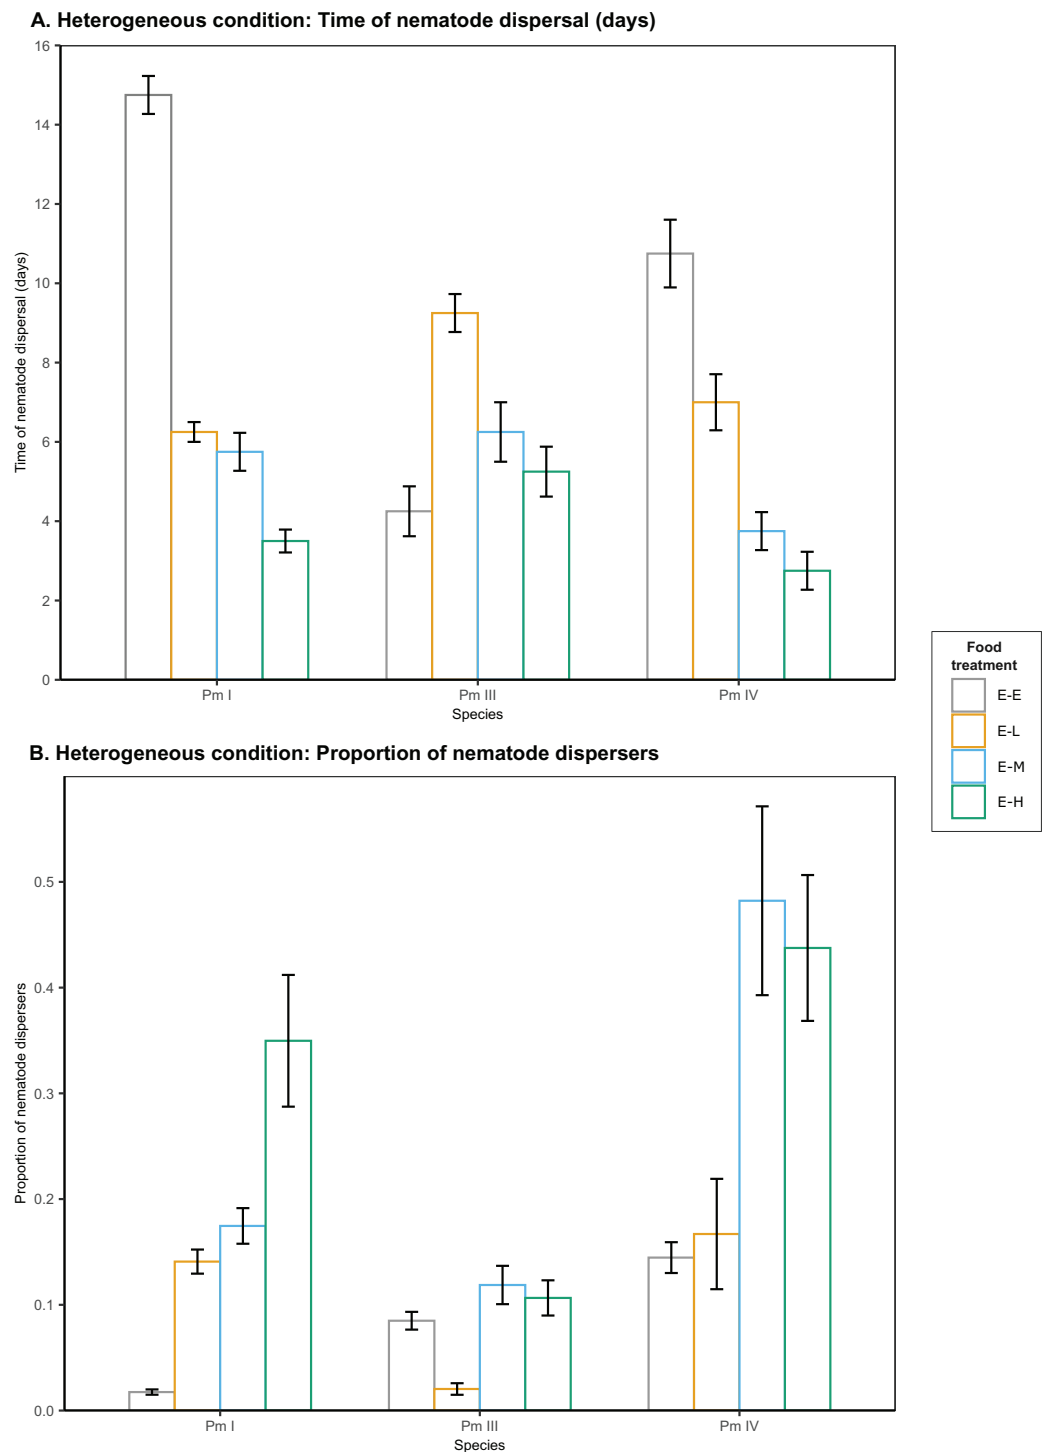 A. Heterogeneous condition: Time of nematode dispersal (days)
16
14
12
10
8
6
4
2
0
Time of nematode dispersal (days)
Pm I
Pm III
Pm IV
Species
Food
treatment
E-E
E-L
E-M
E-H
B. Heterogeneous condition: Proportion of nematode dispersers
0.5
0.4
0.3
0.2
0.1
0.0
Proportion of nematode dispersers
Pm I
Pm III
Pm IV
Species